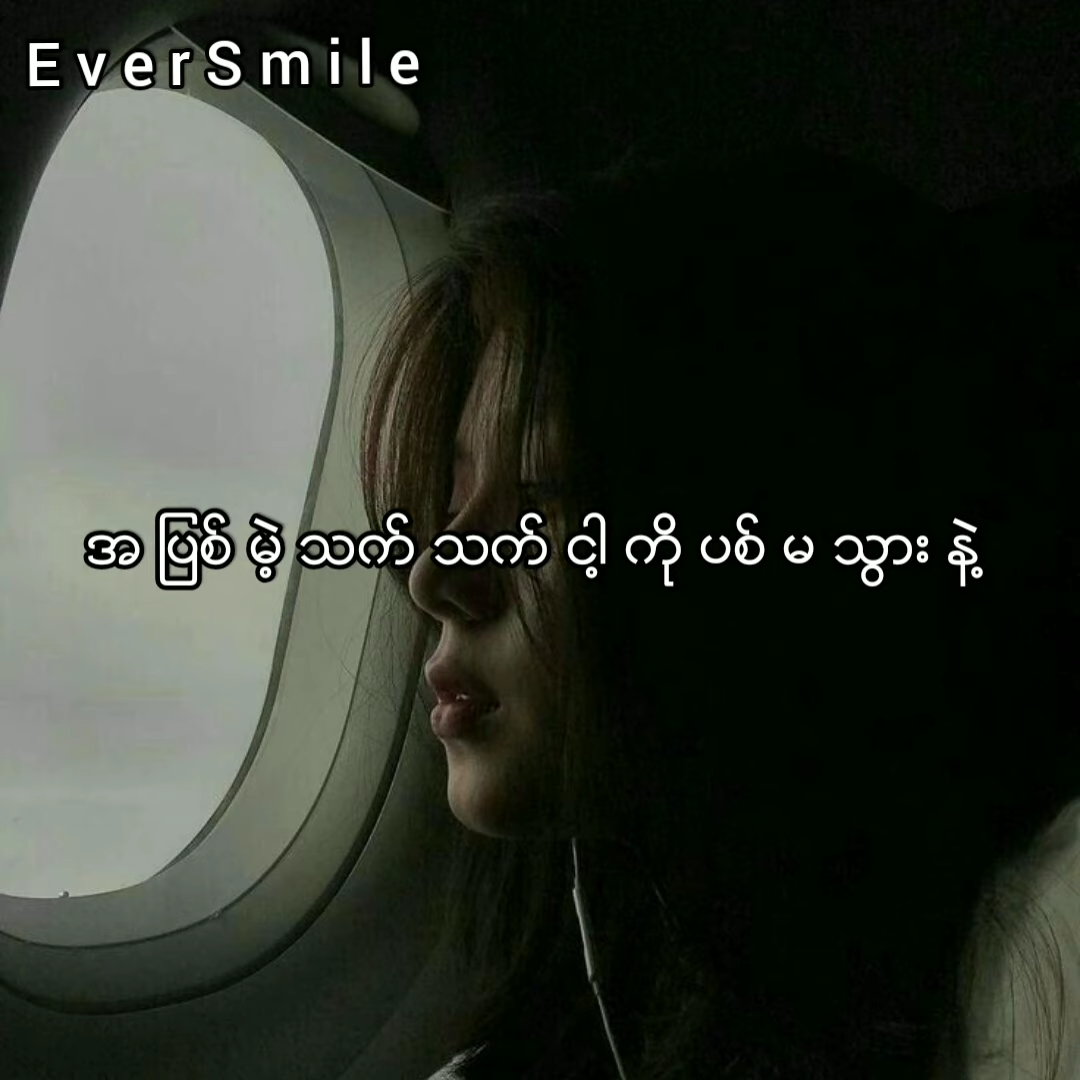 EverSmile
အ ပြစ် မဲ့ သက် သက် ငါ့ ကို ပစ် မ သွား နဲ့